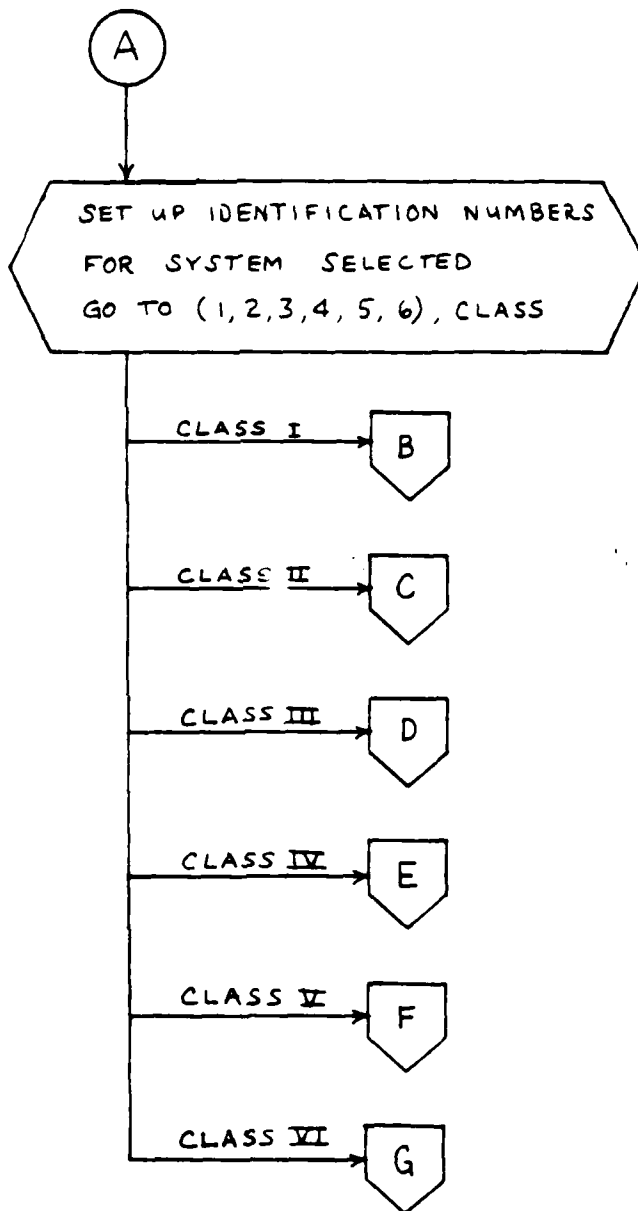 A
SET UP IDENTIFICATION NUMBERS
FOR SYSTEM SELECTED
GO TO (1, 2, 3, 4, 5, 6), CLASS
CLASS I
B
CLASS II
C
CLASS III
D
CLASS IV
E
CLASS V
F
CLASS VI
G